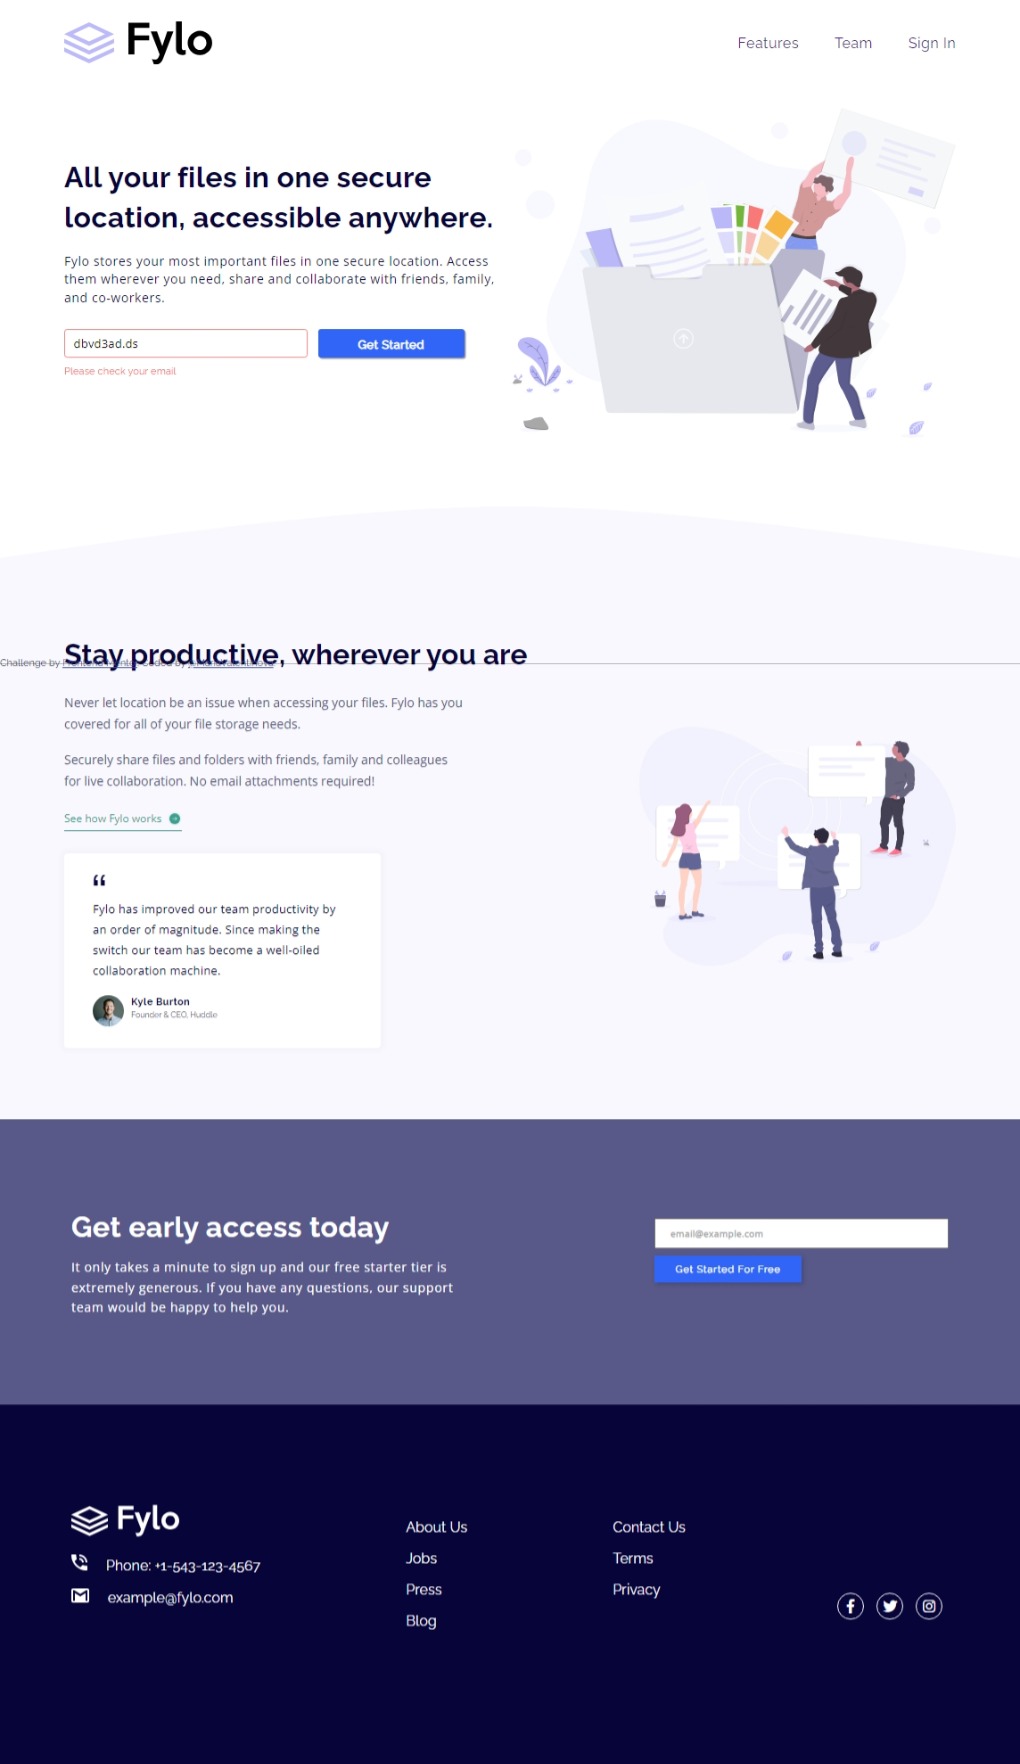 Fylo
Features
Team
Sign In
All your files in one secure
location, accessible anywhere.
Fylo stores your most important files in one secure location. Access
them wherever you need, share and collaborate with friends, family,
and co-workers.
dbvd3ad.ds
Get Started
Please check your email
Stay productive, wherever you are
Challenge by Coded by
Never let location be an issue when accessing your files. Fylo has you
covered for all of your file storage needs.
Securely share files and folders with friends, family and colleagues
for live collaboration. No email attachments required!
See how Fylo works
“
Fylo has improved our team productivity by
an order of magnitude. Since making the
switch our team has become a well-oiled
collaboration machine.
Kyle Burton
Founder & CEO, Huddle
Get early access today
It only takes a minute to sign up and our free starter tier is
extremely generous. If you have any questions, our support
team would be happy to help you.
email@example.com
Get Started For Free
Fylo
Phone: +1-543-123-4567
example@fylo.com
About Us
Jobs
Press
Blog
Contact Us
Terms
Privacy